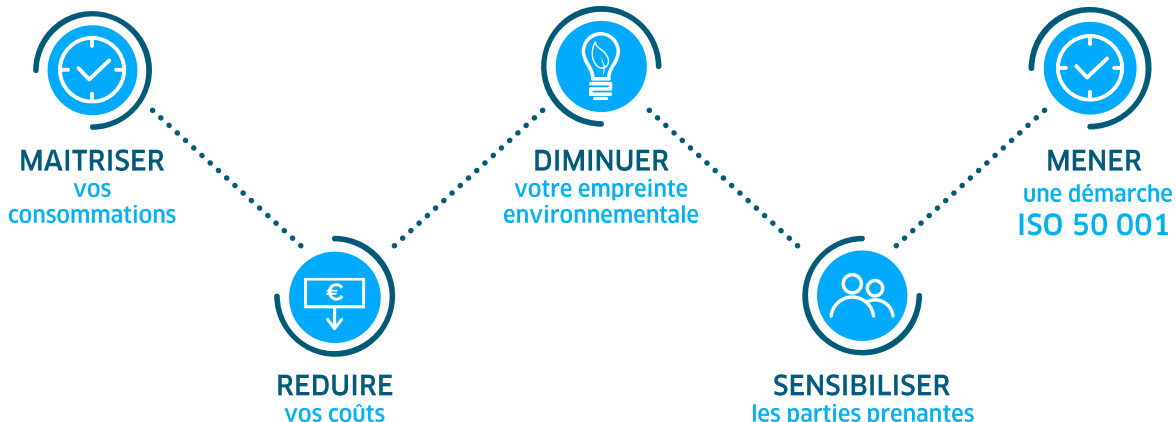 MAITRISER
vos
consommations
€
REDUIRE
vos coûts
DIMINUER
votre empreinte
environnementale
SENSIBILISER
les parties prenantes
MENER
une démarche
ISO 50 001